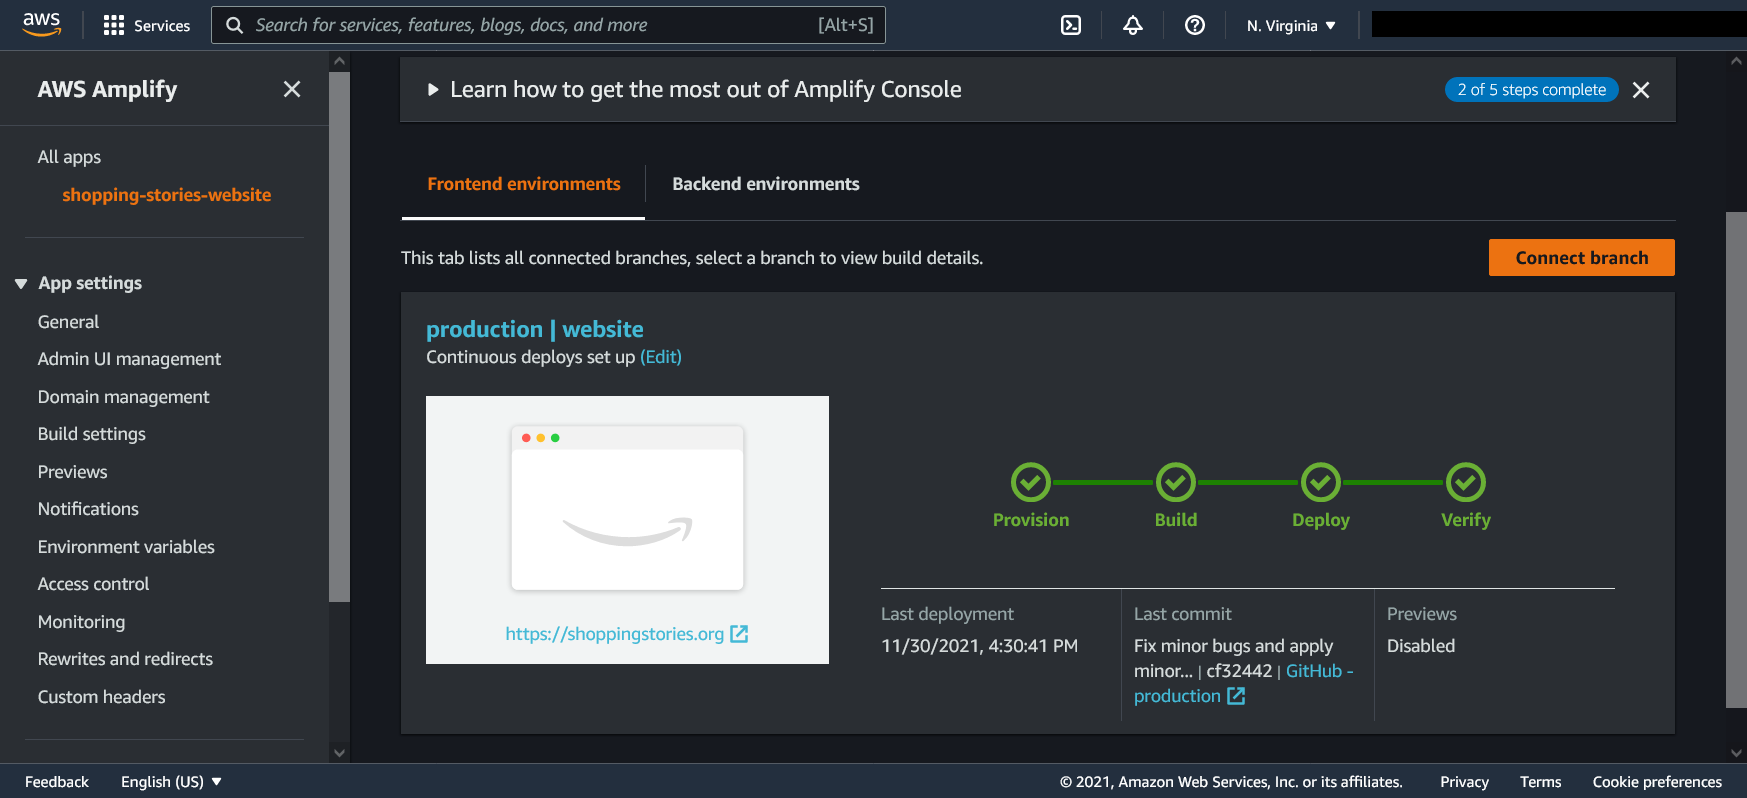 aws
Services
Search for services, features, blogs, docs, and more
[Alt+S]
N. Virginia
AWS Amplify
All apps
shopping-stories-website
App settings
General
Admin UI management
Domain management
Build settings
Previews
Notifications
Environment variables
Access control
Monitoring
Rewrites and redirects
Custom headers
Learn how to get the most out of Amplify Console
2 of 5 steps complete
Frontend environments
Backend environments
This tab lists all connected branches, select a branch to view build details.
Connect branch
production | website
Continuous deploys set up (Edit)
https://shoppingstories.org
Provision
Build
Deploy
Verify
Last deployment
11/30/2021, 4:30:41 PM
Last commit
Fix minor bugs and apply
minor... | cf32442 | GitHub -
production
Previews
Disabled
Feedback
English (US)
© 2021, Amazon Web Services, Inc. or its affiliates.
Privacy
Terms
Cookie preferences